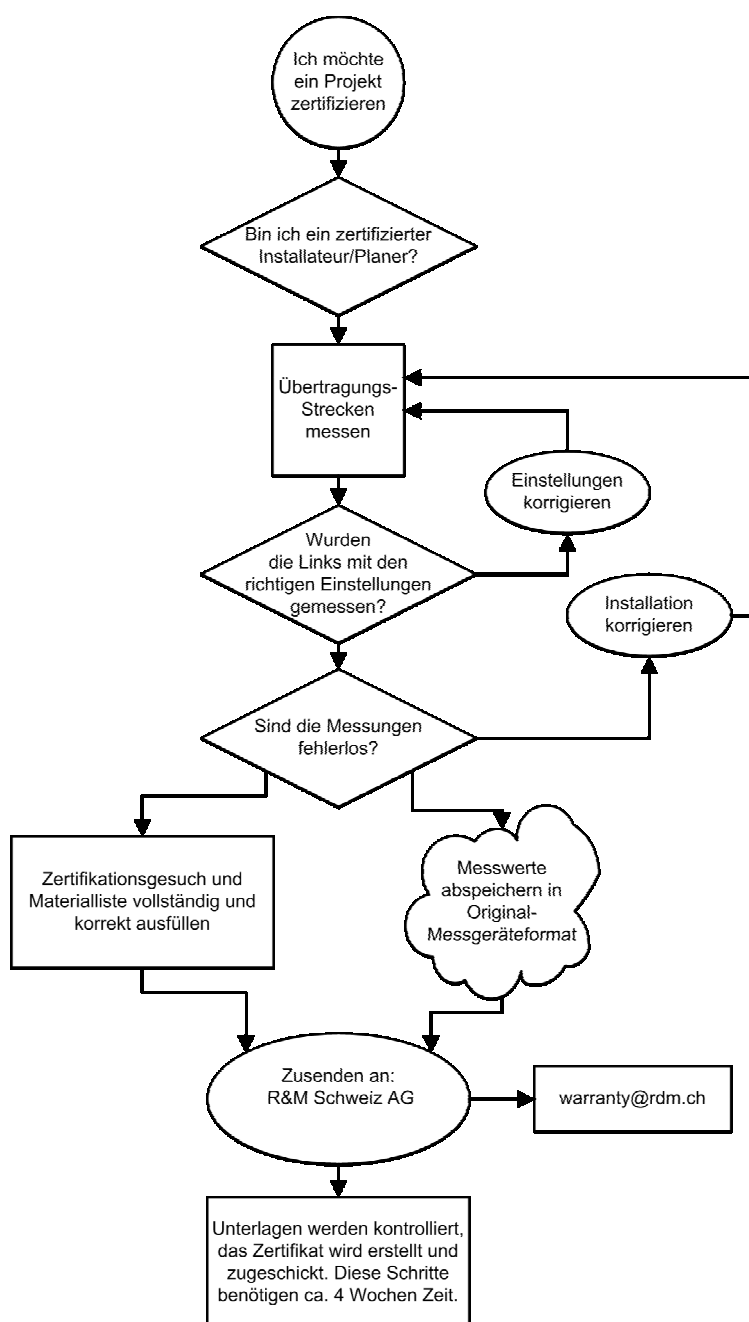 Ich möchte
ein Projekt
zertifizieren
Bin ich ein zertifizierter
Installateur/Planer?
Übertragungs-
Strecken
messen
Einstellungen
korrigieren
Wurden
die Links mit den
richtigen Einstellungen
gemessen?
Installation
korrigieren
Sind die Messungen
fehlerlos?
Zertifikationsgesuch und
Materialliste vollständig und
korrekt ausfüllen
Messwerte
abspeichern in
Original-
Messgeräteformat
Zusenden an:
R&M Schweiz AG
warranty@rdm.ch
Unterlagen werden kontrolliert,
das Zertifikat wird erstellt und
zugeschickt. Diese Schritte
benötigen ca. 4 Wochen Zeit.